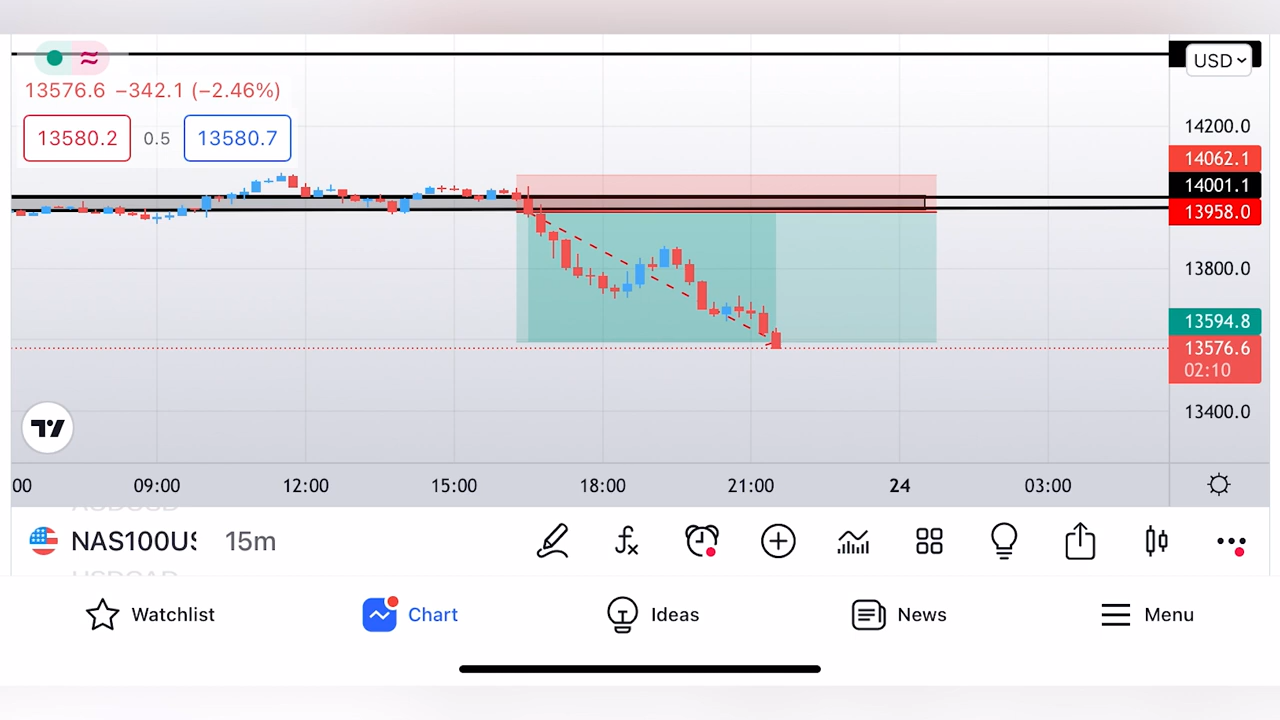 USD
13576.6 −342.1 (−2.46%)
13580.2 0.5 13580.7
14200.0
14062.1
14001.1
13958.0
13800.0
13594.8
13576.6
02:10
13400.0
00 09:00 12:00 15:00 18:00 21:00 24 03:00
NAS100US 15m
Watchlist Chart Ideas News Menu